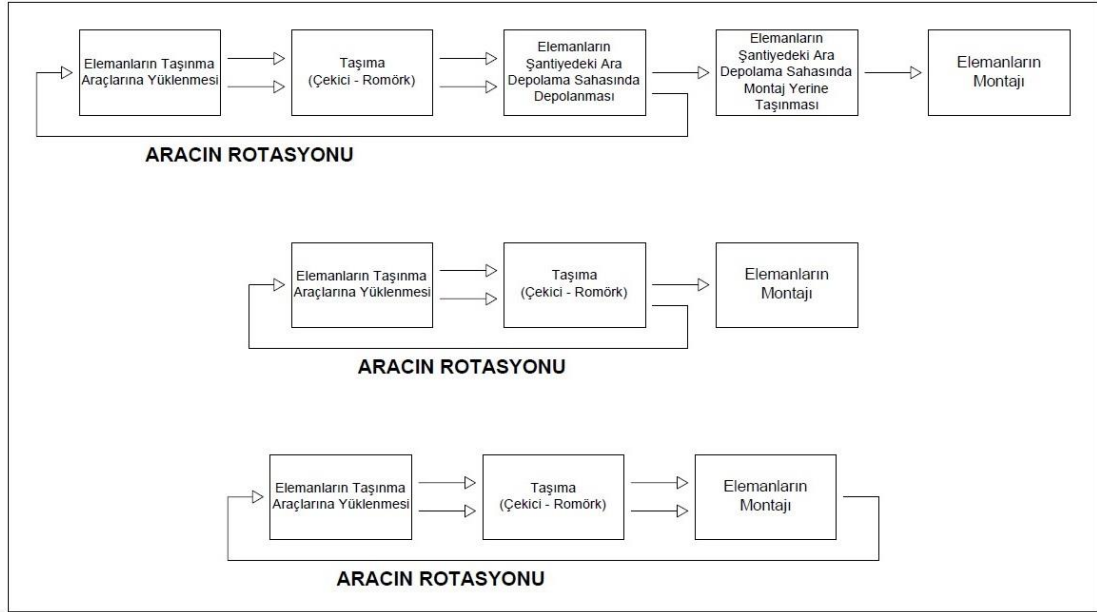 Elemanların Taşınma
Araçlarına Yüklenmesi
Taşıma
(Çekici - Romörk)
Elemanların
Şantiyedeki Ara
Depolama Sahasında
Depolanması
Elemanların
Şantiyedeki Ara
Depolama Sahasında
Montaj Yerine
Taşınması
Elemanların
Montajı
ARACIN ROTASYONU
Elemanların Taşınma
Araçlarına Yüklenmesi
Taşıma
(Çekici - Romörk)
Elemanların
Montajı
ARACIN ROTASYONU
Elemanların Taşınma
Araçlarına Yüklenmesi
Taşıma
(Çekici - Romörk)
Elemanların
Montajı
ARACIN ROTASYONU